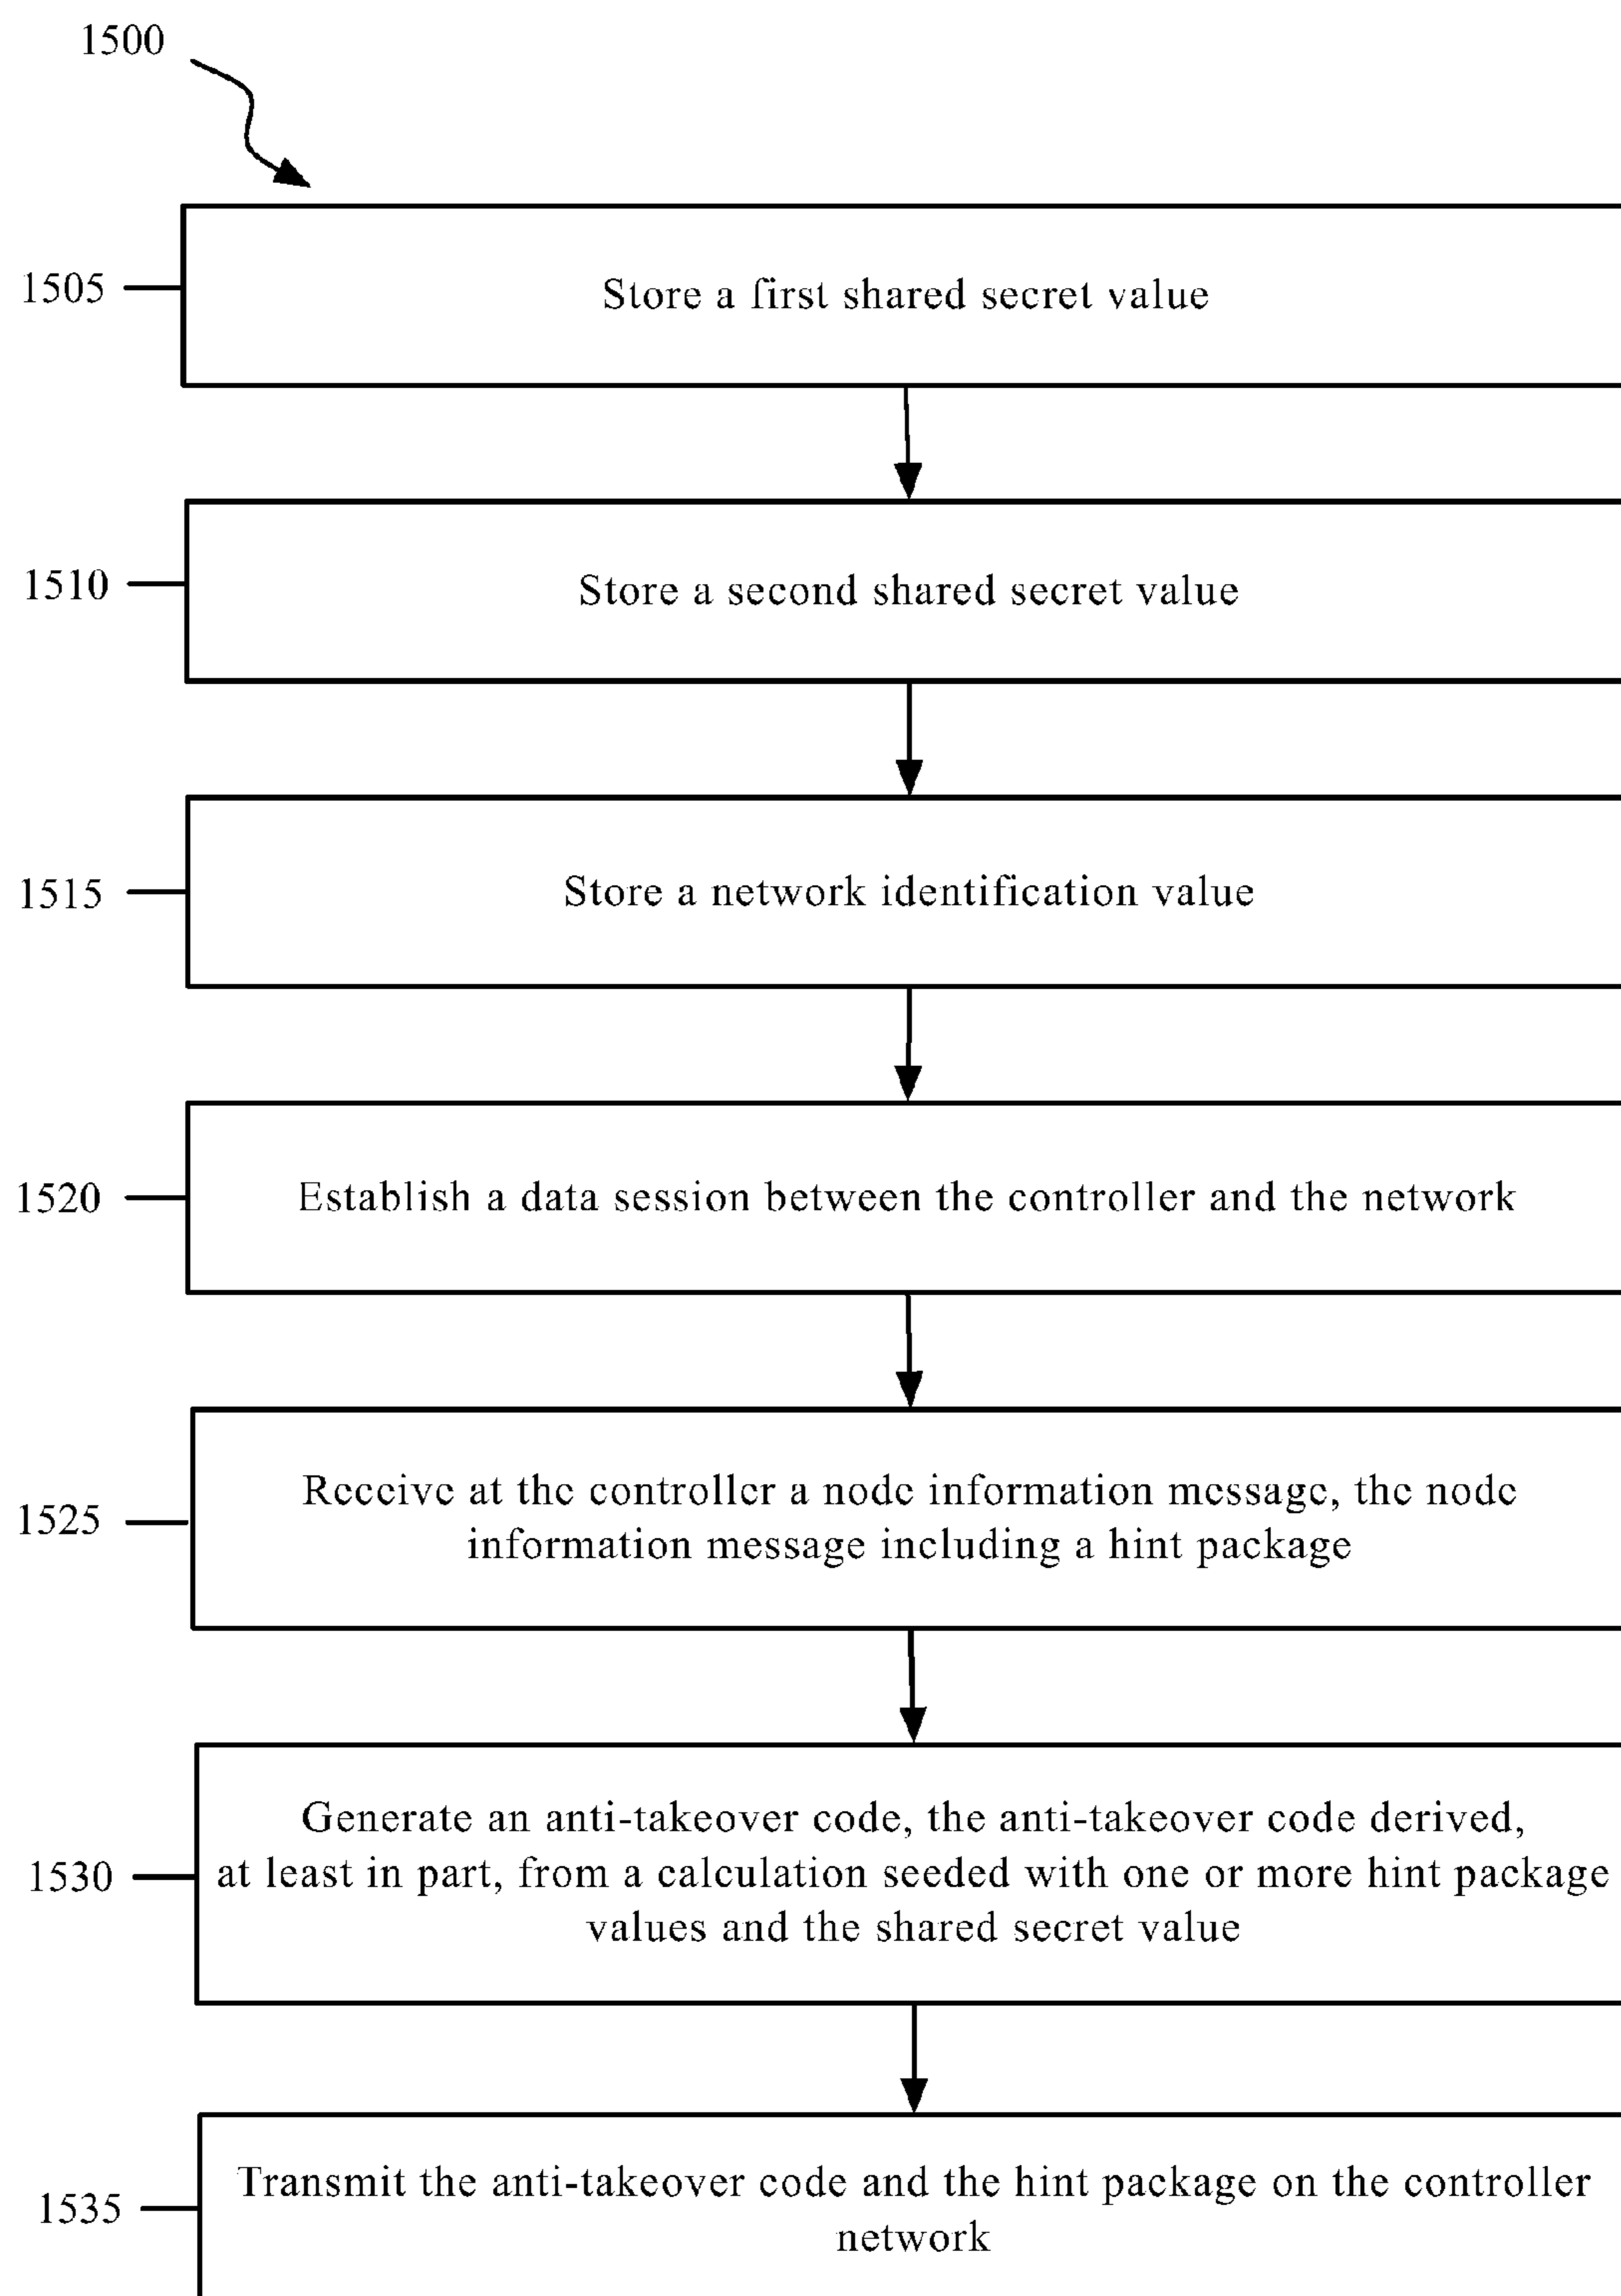 1500
1505
Store a first shared secret value
1510
Store a second shared secret value
1515
Store a network identification value
1520
Establish a data session between the controller and the network
1525
Receive at the controller a node information message, the node
information message including a hint package
1530
Generate an anti-takeover code, the anti-takeover code derived,
at least in part, from a calculation seeded with one or more hint package
values and the shared secret value
1535
Transmit the anti-takeover code and the hint package on the controller
network